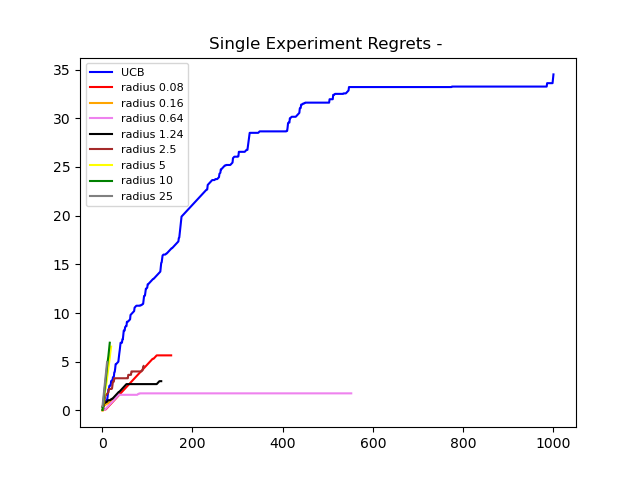 Single Experiment Regrets -
UCB
radius 0.08
radius 0.16
radius 0.64
radius 1.24
radius 2.5
radius 5
radius 10
radius 25
35
30
25
20
15
10
5
0
0 200 400 600 800 1000